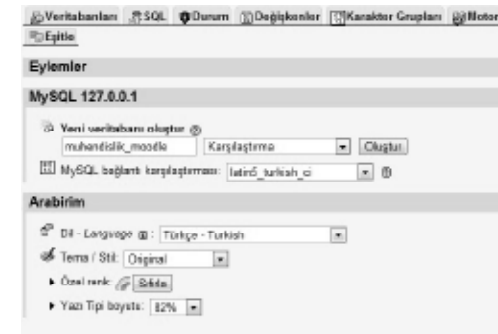 Veritabanları SQL Durum Değişkenler Karakter Grupları Motor
Eşitle
Eylemler
MySQL 127.0.0.1
Yeni veritabanı oluştur
muhendislik_moodle Karşılaştırma Oluştur
MySQL bağlantı karşılaştırması: latin5_turkish_ci
Arabirim
Dil - Language : Türkçe - Turkish
Tema / Stil: Original
Özel renk: Sıfırla
Yazı Tipi boyutu: 82%